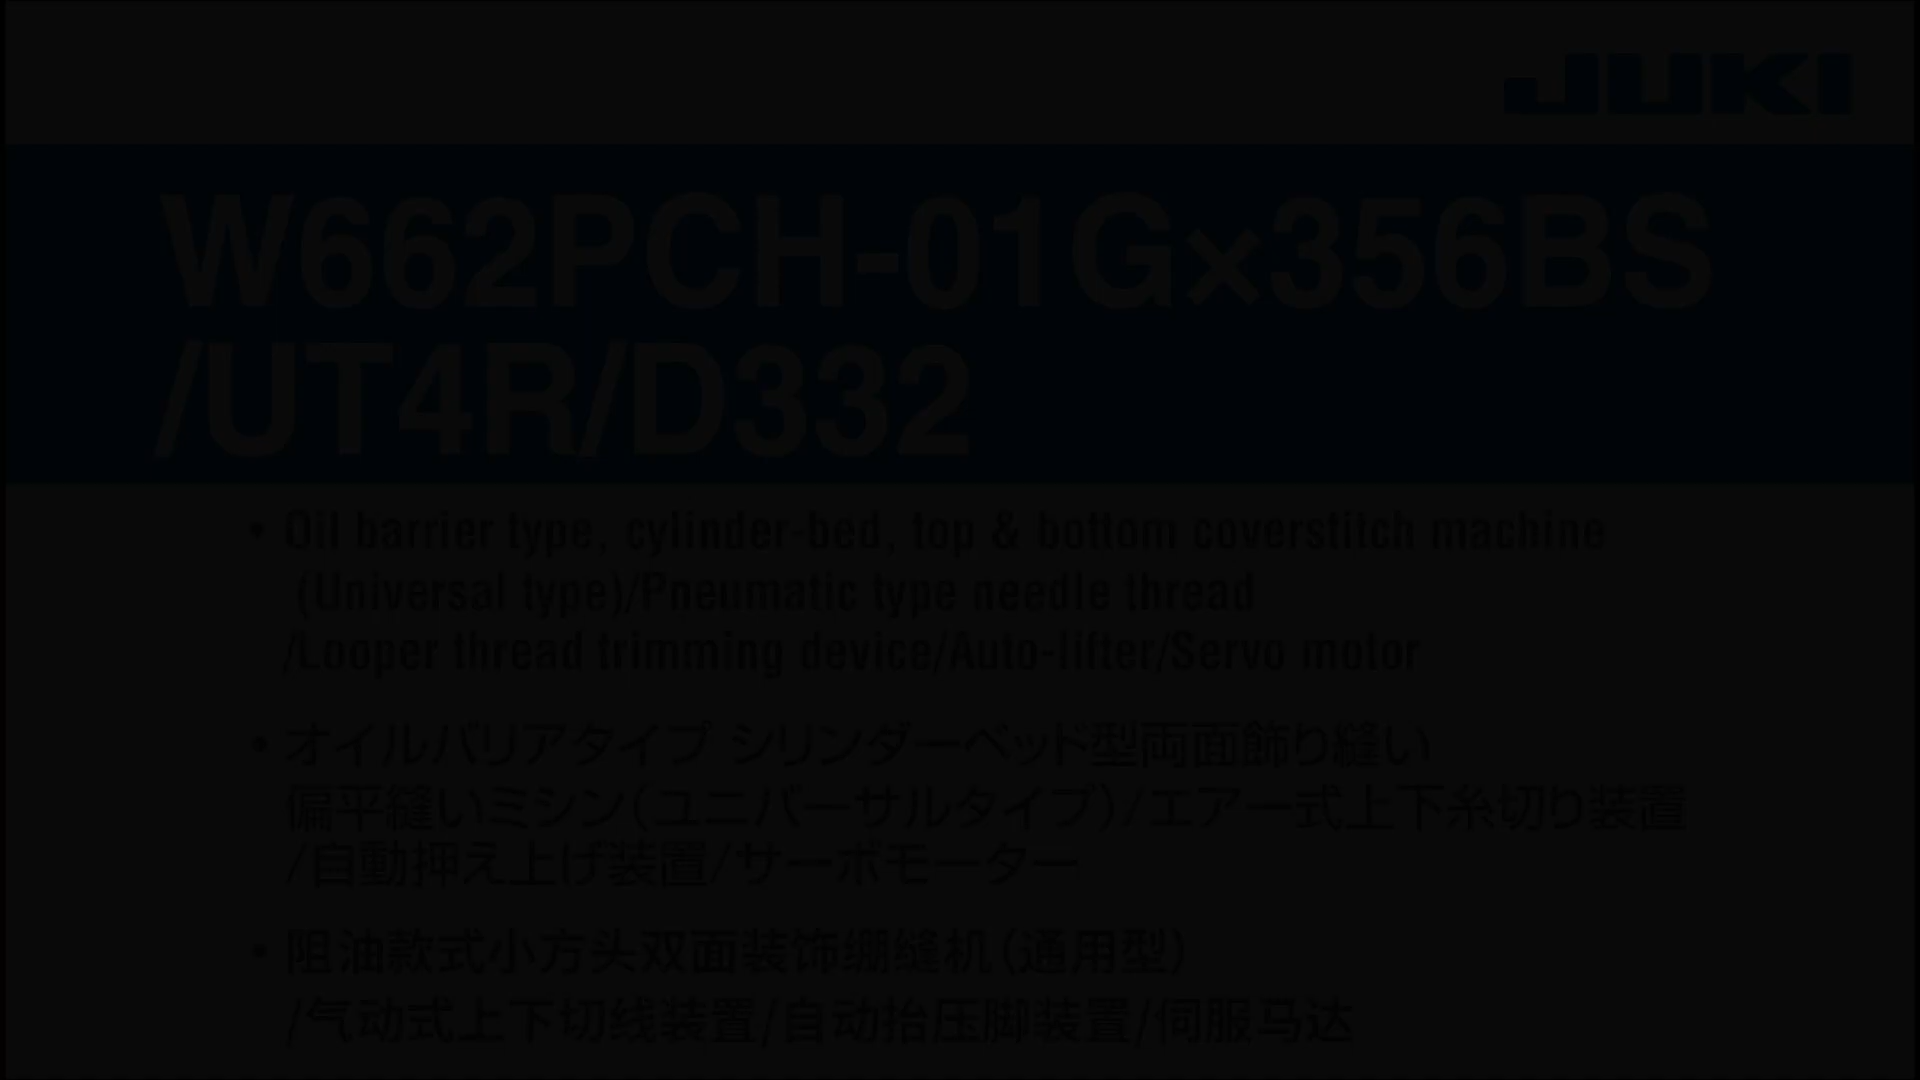 JUKI
W662PCH-01G×356BS
/UT4R/D332
• Oil barrier type, cylinder-bed, top & bottom coverstitch machine
(Universal type)/Pneumatic type needle thread
/Looper thread trimming device/Auto-lifter/Servo motor
• オイルバリアタイプ シリンダーベッド型両面飾り縫い
偏平縫いミシン（ユニバーサルタイプ）/エアー式上下糸切り装置
/自動押え上げ装置/サーボモーター
• 阻油款式小方头双面装饰绷缝机（通用型）
/气动式上下切线装置/自动抬压脚装置/伺服马达